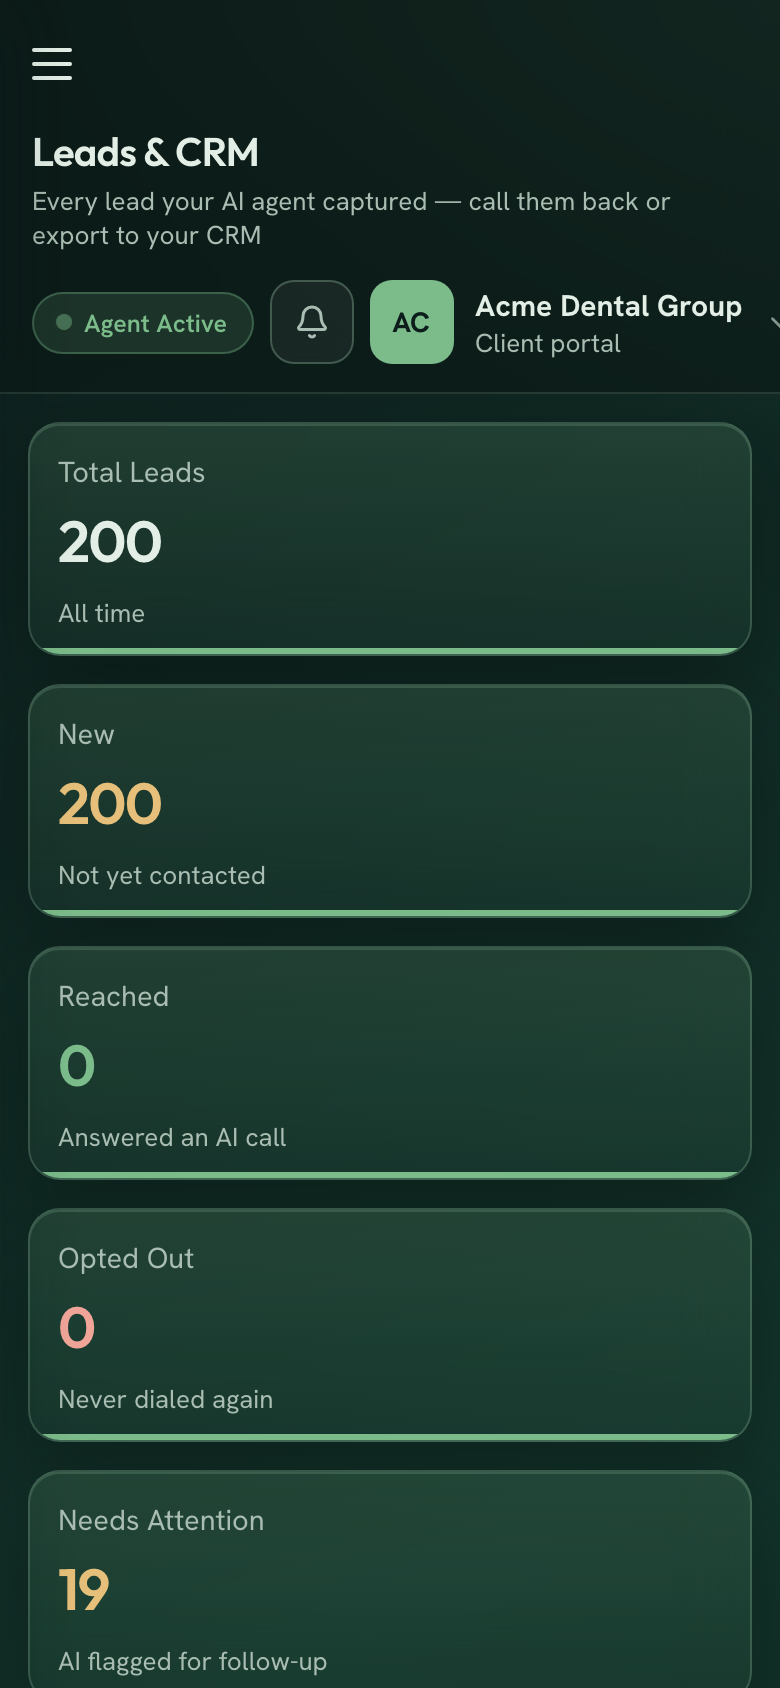 Leads & CRM
Every lead your AI agent captured — call them back or
export to your CRM
Agent Active
AC
Acme Dental Group
Client portal
Total Leads
200
All time
New
200
Not yet contacted
Reached
0
Answered an AI call
Opted Out
0
Never dialed again
Needs Attention
19
AI flagged for follow-up